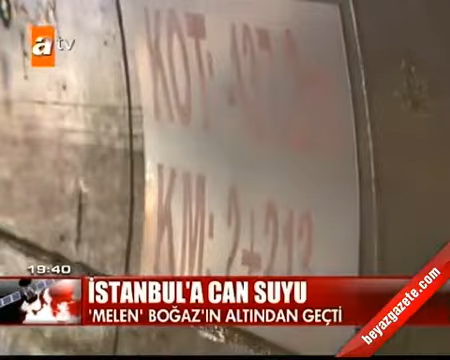 atv
KOT:
KM: 2+213
19:40
İSTANBUL'A CAN SUYU
'MELEN' BOĞAZ'IN ALTINDAN GEÇTİ
beyazgazete.com